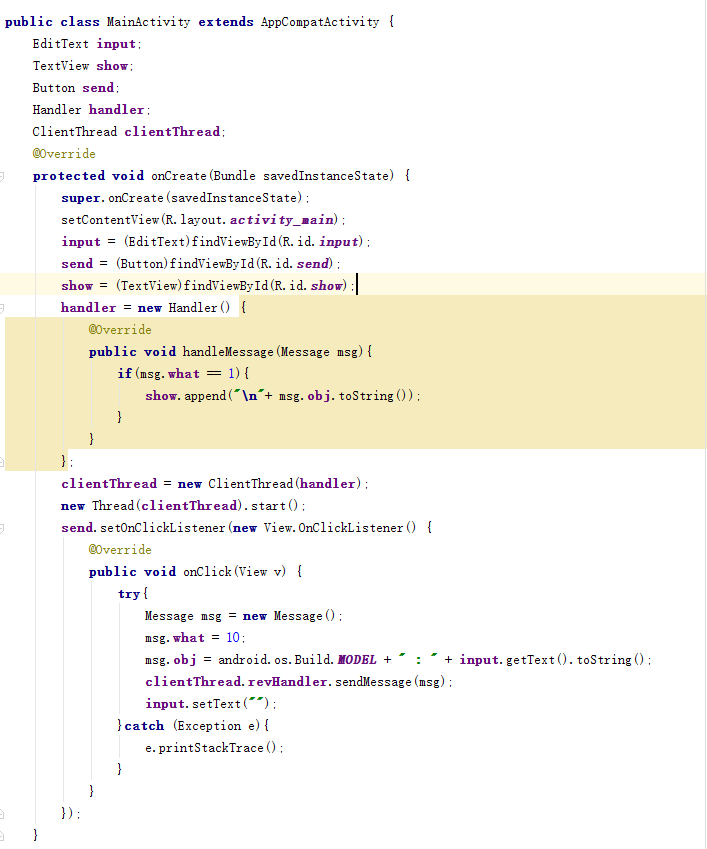 public class MainActivity extends AppCompatActivity {
    EditText input;
    TextView show;
    Button send;
    Handler handler;
    ClientThread clientThread;
    @Override
    protected void onCreate(Bundle savedInstanceState) {
        super.onCreate(savedInstanceState);
        setContentView(R.layout.activity_main);
        input = (EditText)findViewById(R.id.input);
        send = (Button)findViewById(R.id.send);
        show = (TextView)findViewById(R.id.show);
        handler = new Handler() {
            @Override
            public void handleMessage(Message msg){
                if(msg.what == 1){
                    show.append("\n"+ msg.obj.toString());
                }
            }
        };
        clientThread = new ClientThread(handler);
        new Thread(clientThread).start();
        send.setOnClickListener(new View.OnClickListener() {
            @Override
            public void onClick(View v) {
                try{
                    Message msg = new Message();
                    msg.what = 10;
                    msg.obj = android.os.Build.MODEL + " : " + input.getText().toString();
                    clientThread.revHandler.sendMessage(msg);
                    input.setText("");
                }catch (Exception e){
                    e.printStackTrace();
                }
            }
        });
    }